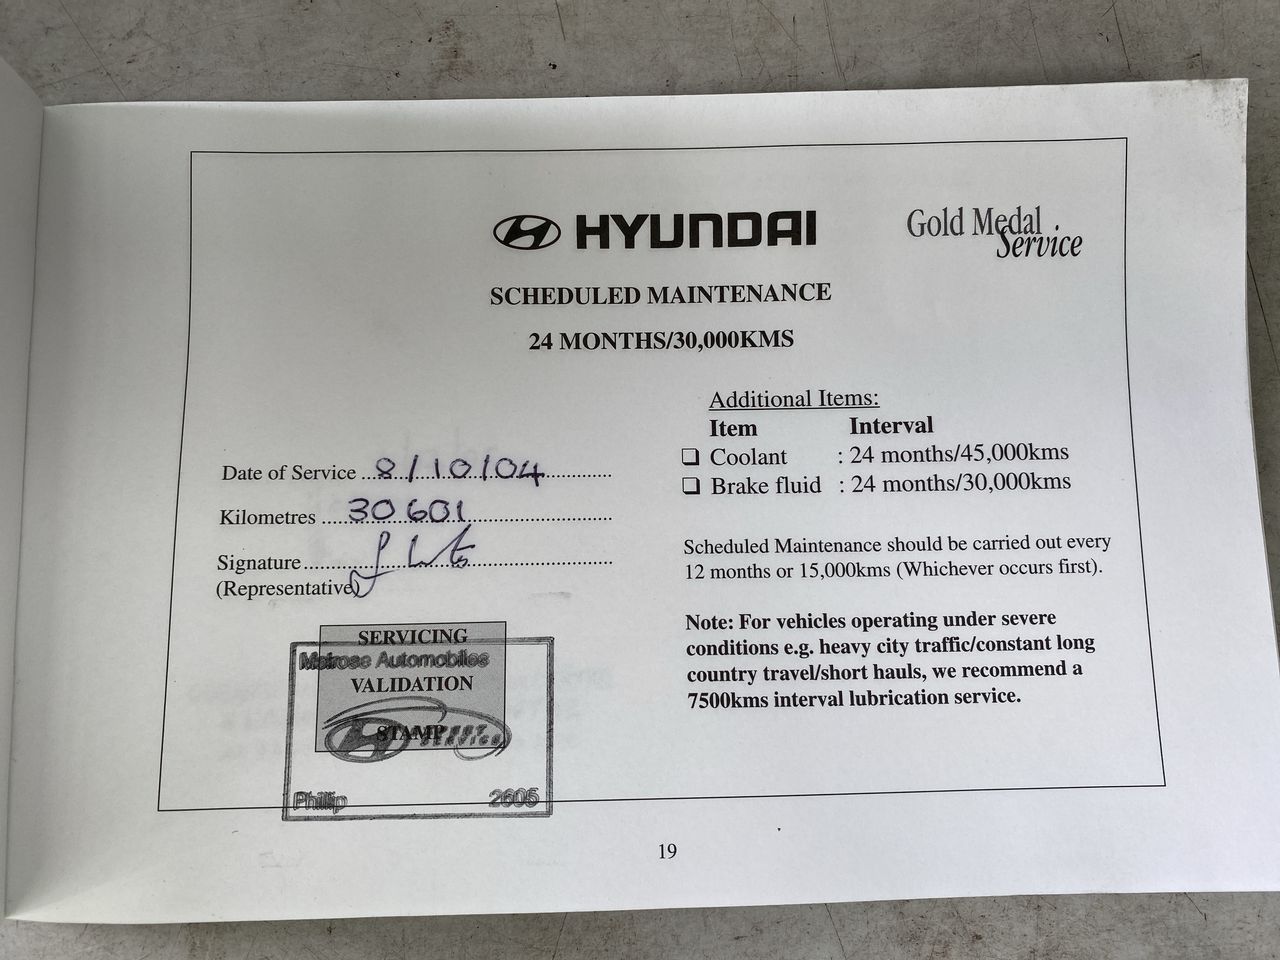 HYUNDAI
Gold Medal
Service
SCHEDULED MAINTENANCE
24 MONTHS/30,000KMS
Additional Items:
Item Interval
❏ Coolant : 24 months/45,000kms
❏ Brake fluid : 24 months/30,000kms
Date of Service 8/10/04
Kilometres 30601
Signature
(Representative)
Scheduled Maintenance should be carried out every
12 months or 15,000kms (Whichever occurs first).
Note: For vehicles operating under severe
conditions e.g. heavy city traffic/constant long
country travel/short hauls, we recommend a
7500kms interval lubrication service.
SERVICING
Melrose Automobiles
VALIDATION
STAMP
SERVICE
Phillip 2605
19